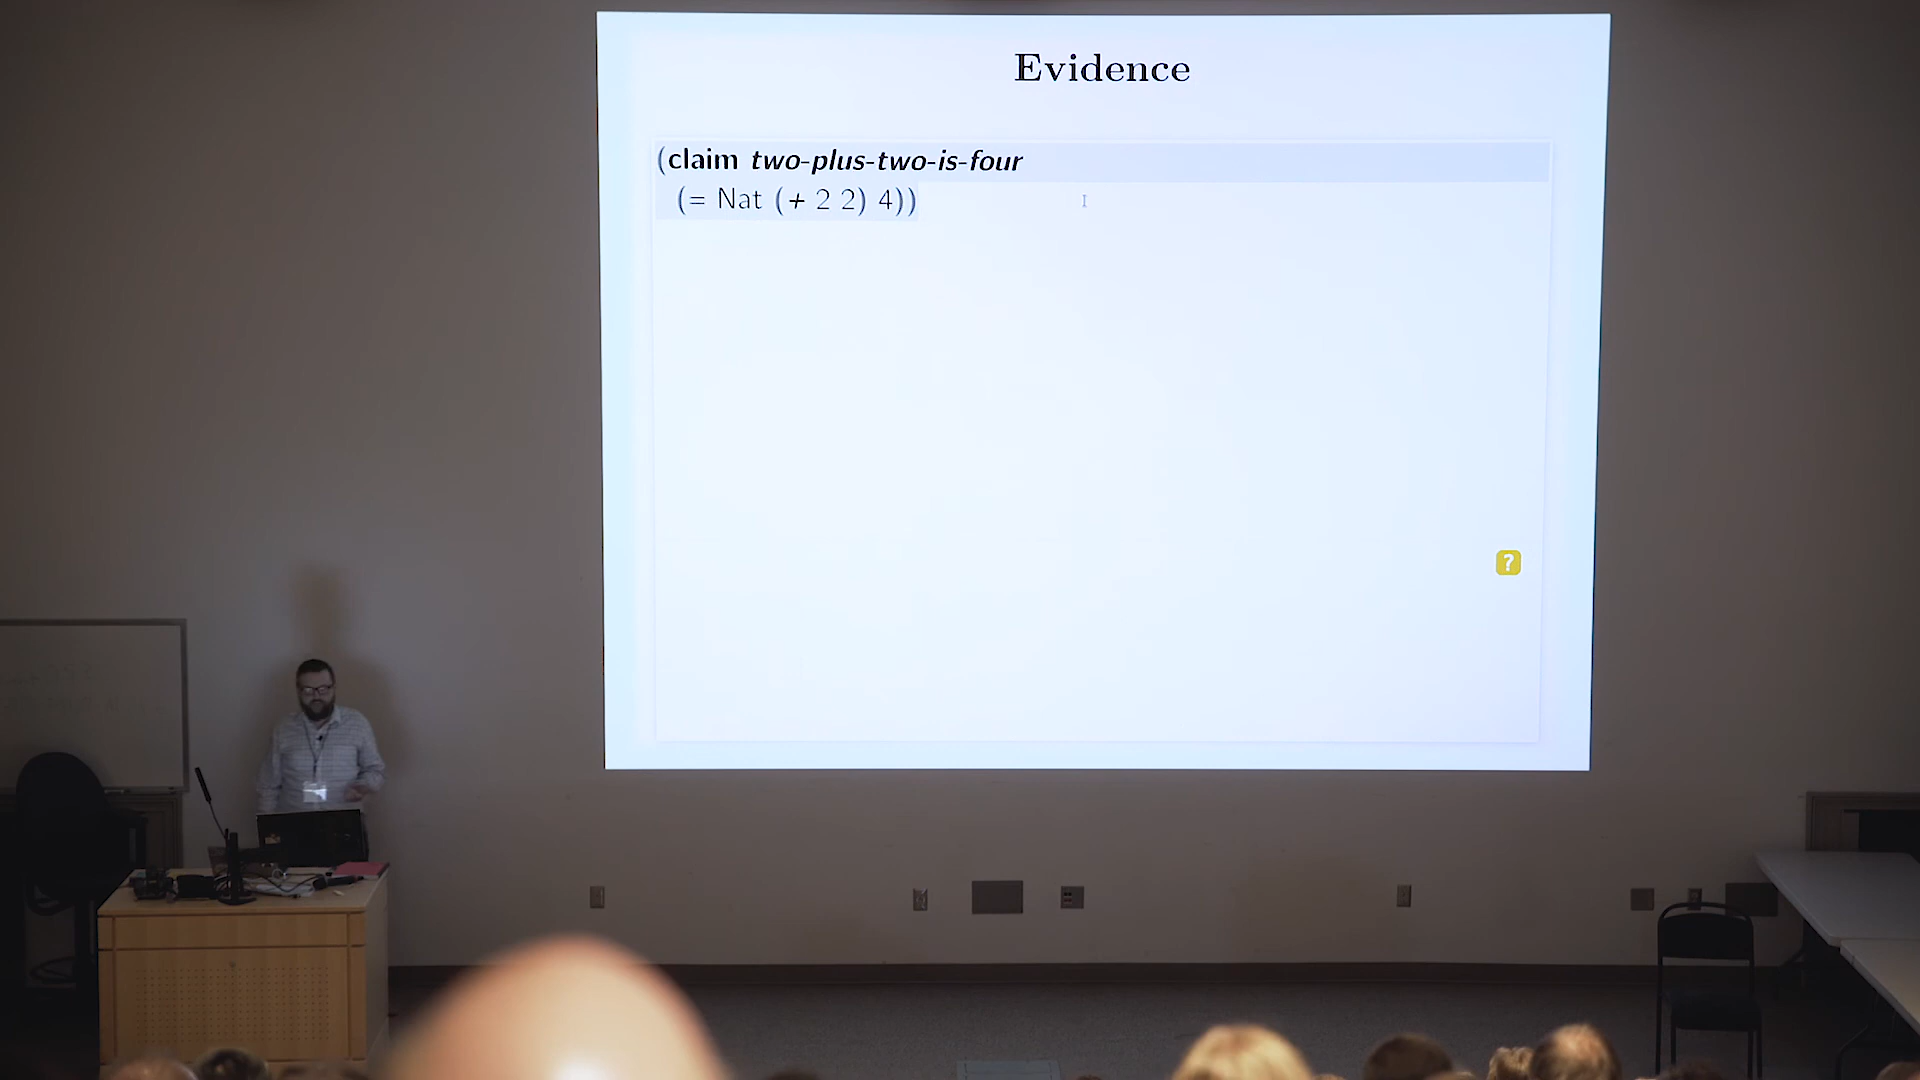 Evidence
(claim two-plus-two-is-four
(= Nat (+ 2 2) 4))
?